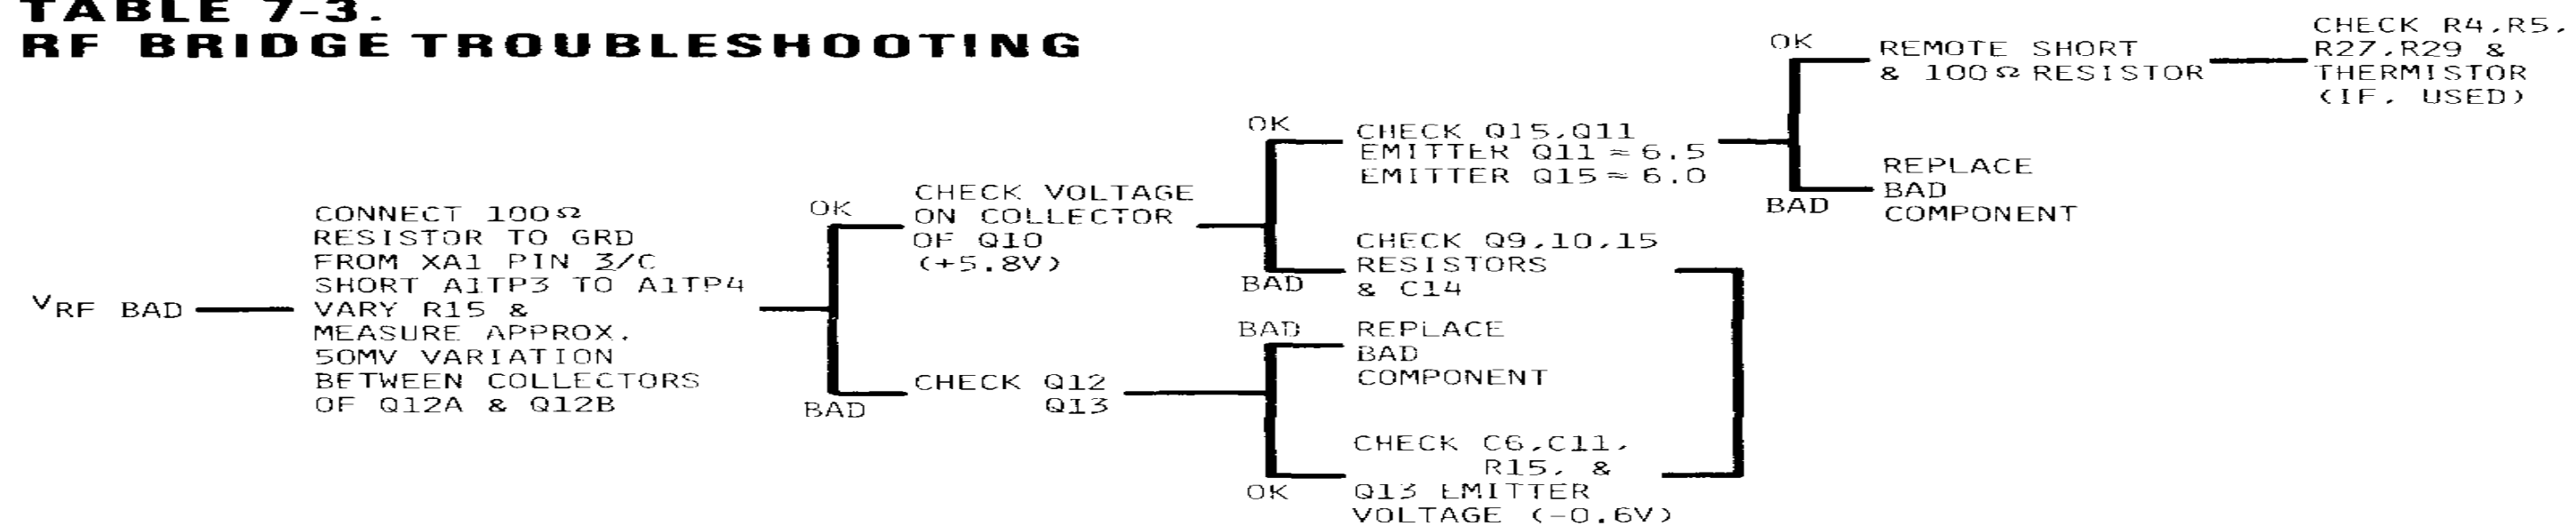 TABLE 7-3.
RF BRIDGE TROUBLESHOOTING
VRF BAD
CONNECT 100Ω
RESISTOR TO GRD
FROM XA1 PIN 3/C
SHORT A1TP3 TO A1TP4
VARY R15 &
MEASURE APPROX.
50MV VARIATION
BETWEEN COLLECTORS
OF Q12A & Q12B
OK
CHECK VOLTAGE
ON COLLECTOR
OF Q10
(+5.8V)
BAD
CHECK Q12
Q13
OK
CHECK Q15,Q11
EMITTER Q11 ≈ 6.5
EMITTER Q15 ≈ 6.0
BAD
CHECK Q9,10,15
RESISTORS
& C14
BAD
REPLACE
BAD
COMPONENT
OK
CHECK C6,C11,
R15, &
Q13 EMITTER
VOLTAGE (-0.6V)
OK
REMOTE SHORT
& 100Ω RESISTOR
BAD
REPLACE
BAD
COMPONENT
CHECK R4,R5,
R27,R29 &
THERMISTOR
(IF, USED)